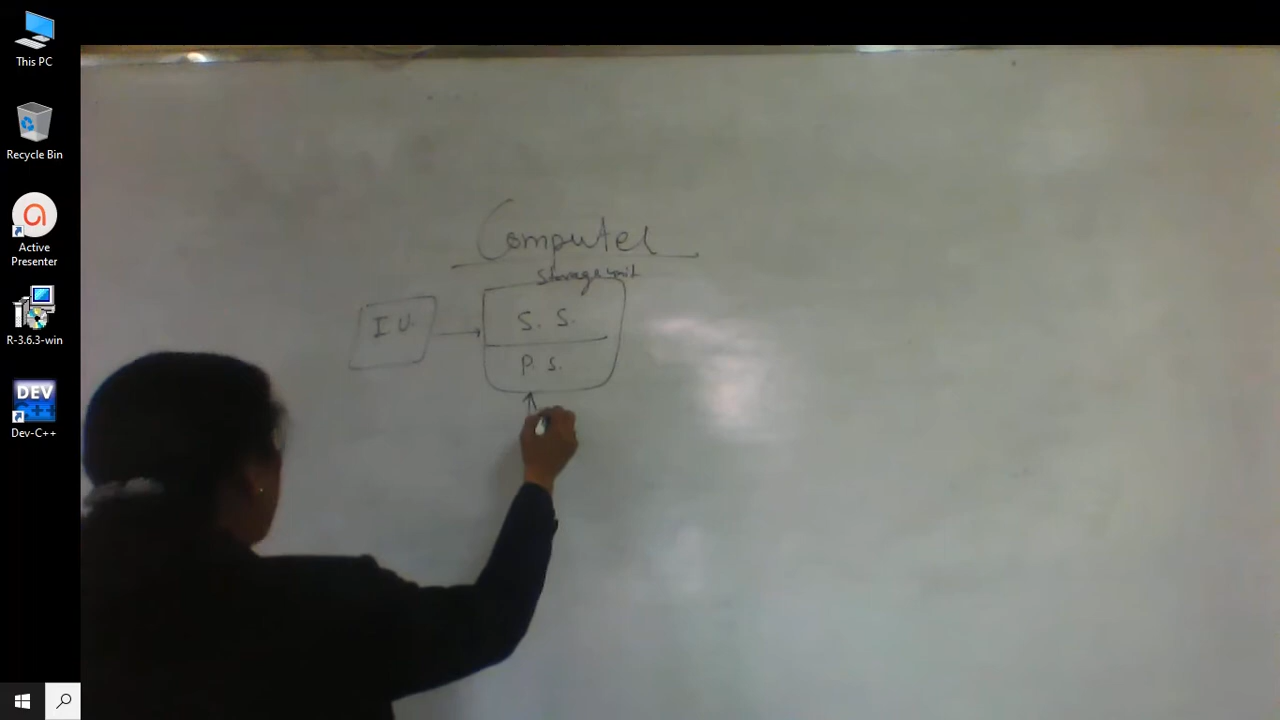 This PC
Recycle Bin
Active
Presenter
R-3.6.3-win
DEV
C++
Dev-C++
Computer
Storage unit
I U
S. S.
P. S.